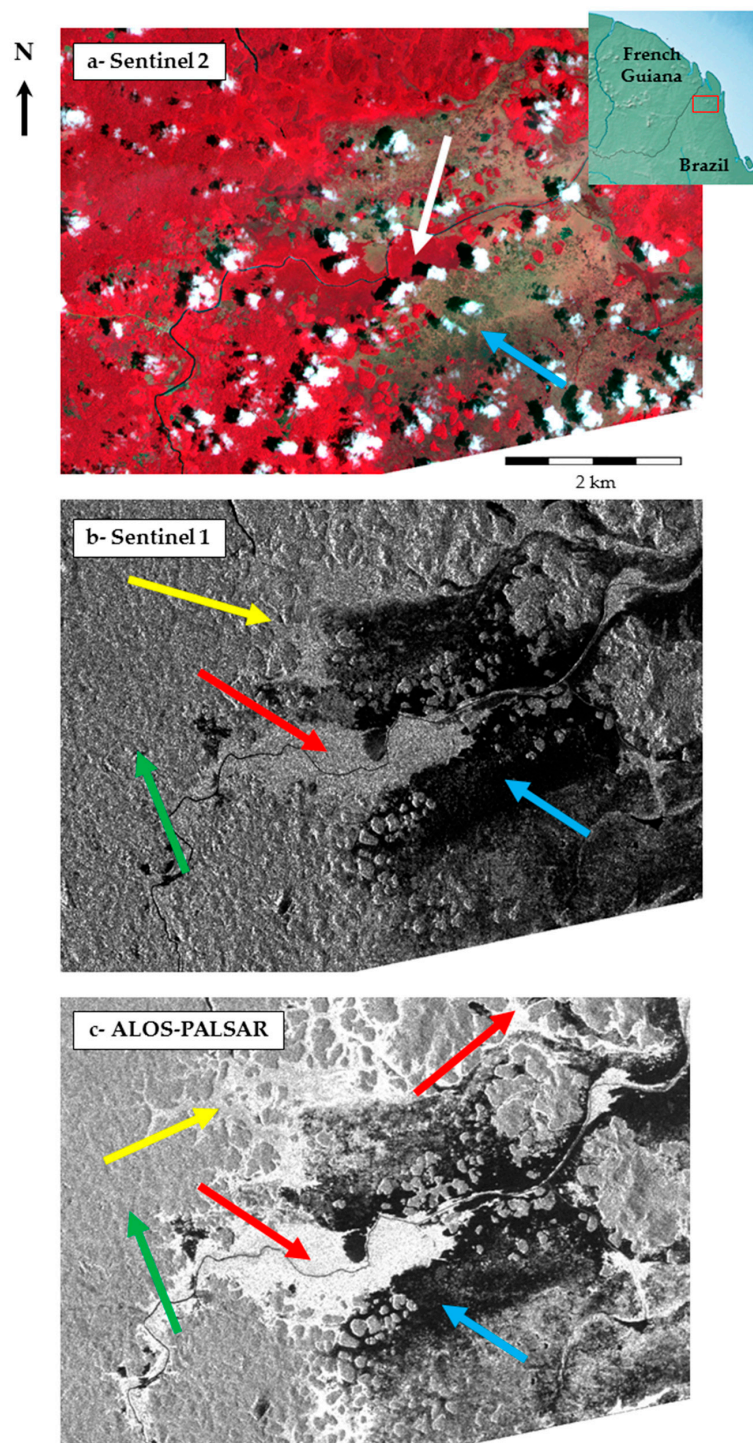 N
a- Sentinel 2
French
Guiana
Brazil
2 km
b- Sentinel 1
c- ALOS-PALSAR